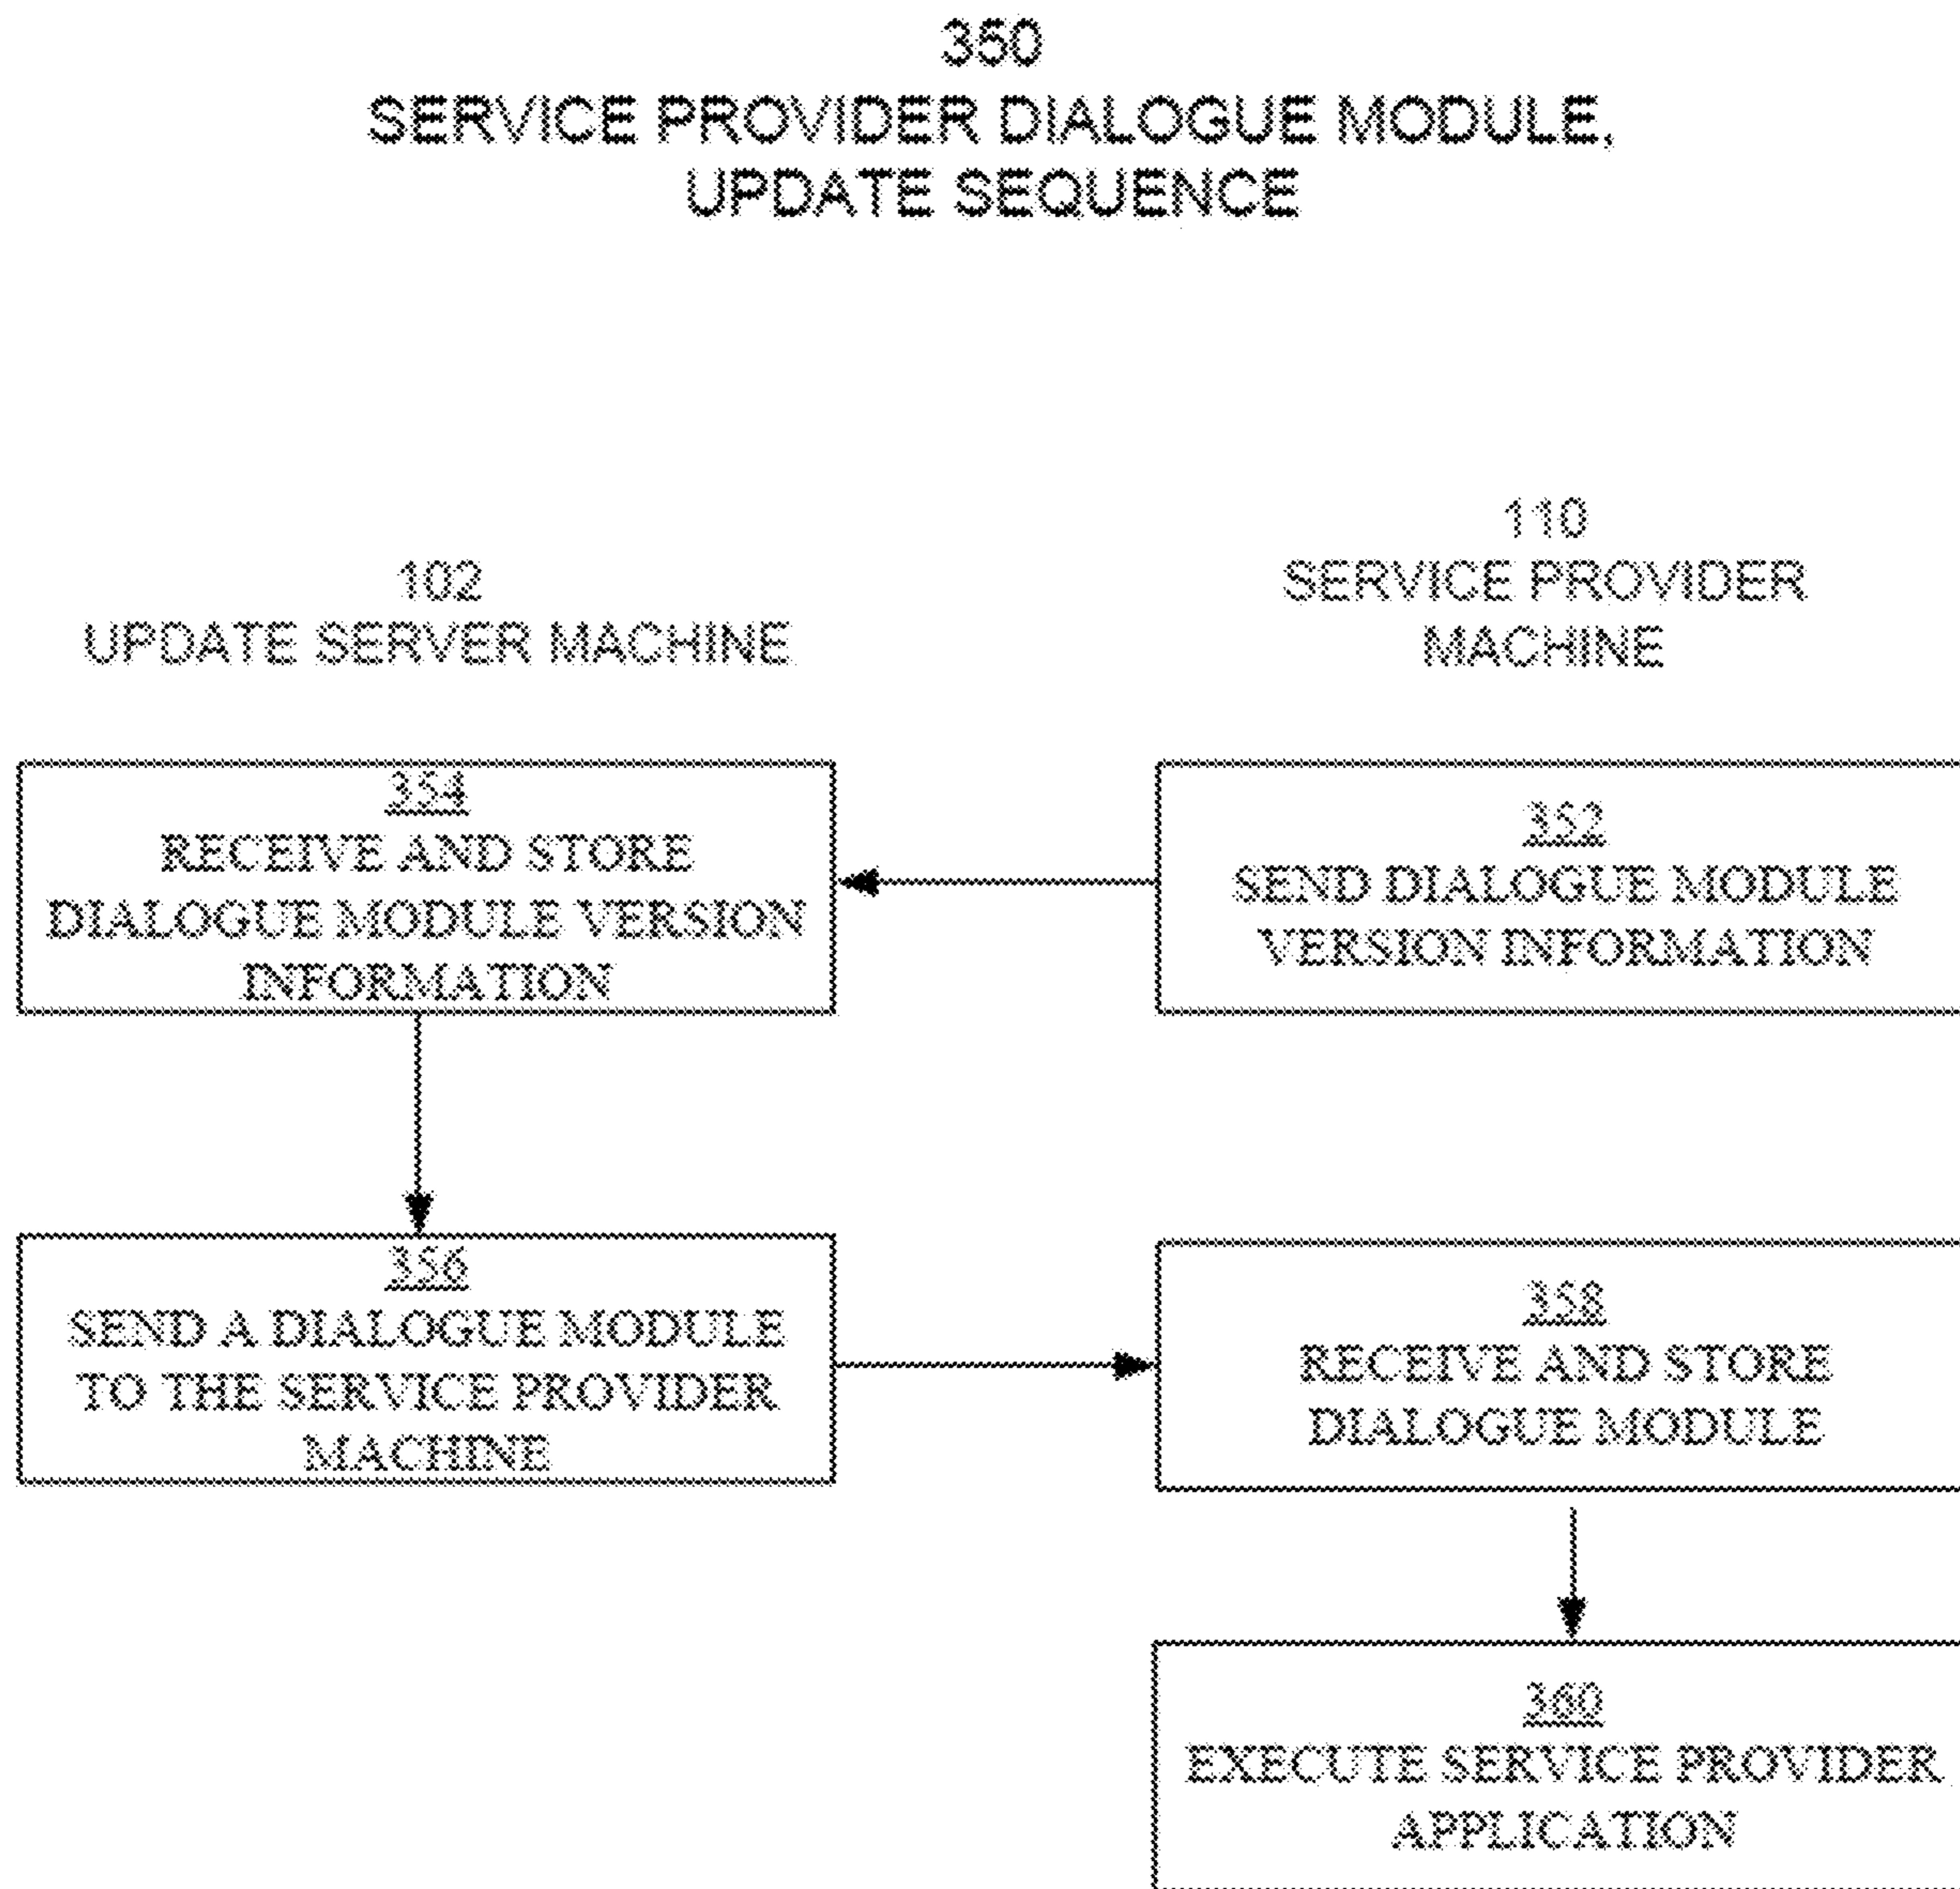 350
SERVICE PROVIDER DIALOGUE MODULE,
UPDATE SEQUENCE
102
UPDATE SERVER MACHINE
110
SERVICE PROVIDER
MACHINE
354
RECEIVE AND STORE
DIALOGUE MODULE VERSION
INFORMATION
352
SEND DIALOGUE MODULE
VERSION INFORMATION
356
SEND A DIALOGUE MODULE
TO THE SERVICE PROVIDER
MACHINE
358
RECEIVE AND STORE
DIALOGUE MODULE
360
EXECUTE SERVICE PROVIDER
APPLICATION